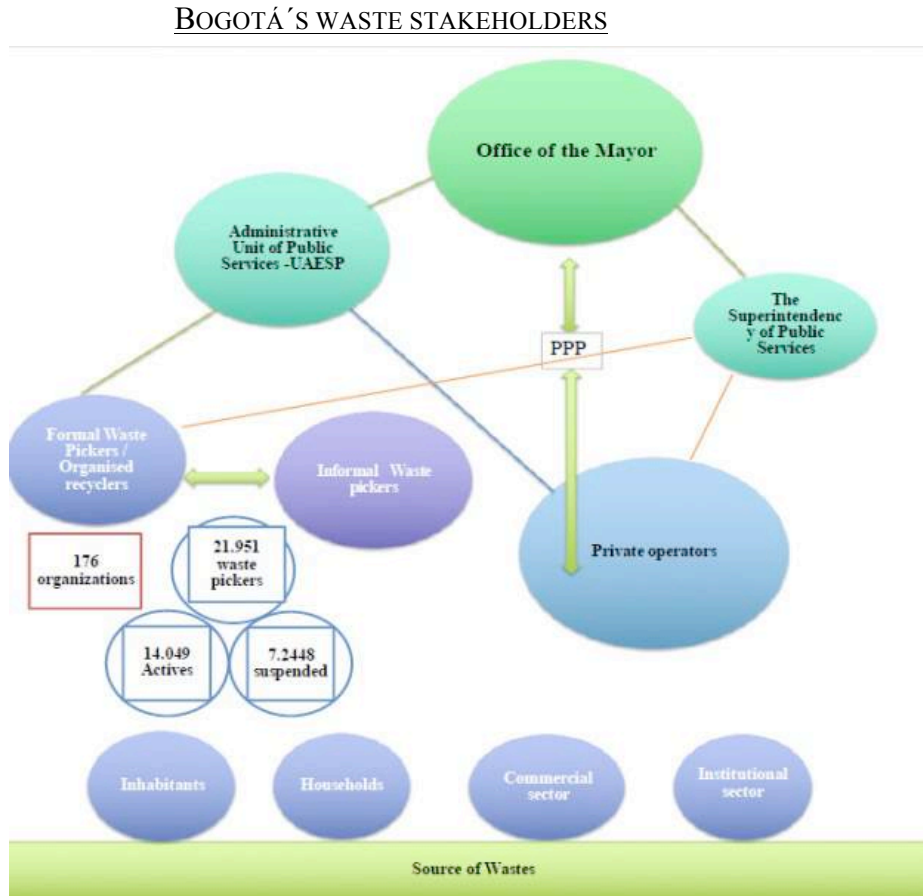 BOGOTÁ´S WASTE STAKEHOLDERS
Office of the Mayor
Administrative
Unit of Public
Services -UAESP
The
Superintendenc
y of Public
Services
PPP
Formal Waste
Pickers /
Organised
recyclers
Informal Waste
pickers
Private operators
176
organizations
21.951
waste
pickers
14.049
Actives
7.2448
suspended
Inhabitants
Households
Commercial
sector
Institutional
sector
Source of Wastes